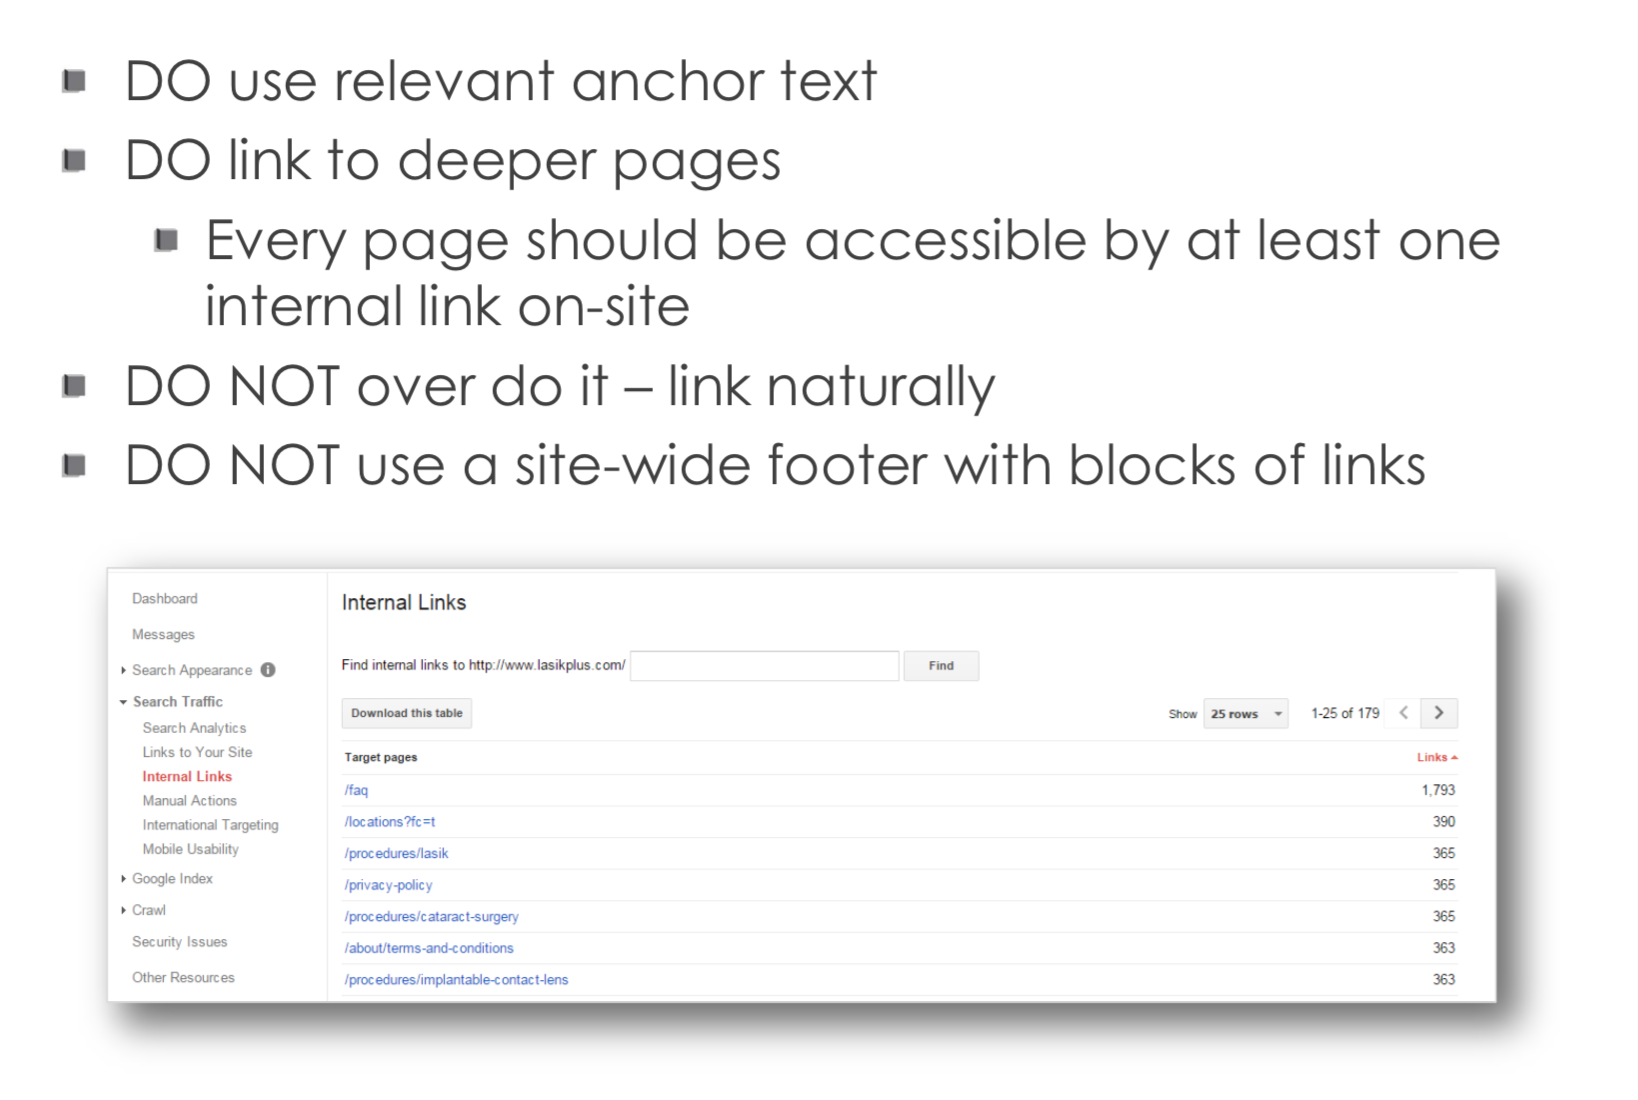 DO use relevant anchor text
DO link to deeper pages
Every page should be accessible by at least one
internal link on-site
DO NOT over do it – link naturally
DO NOT use a site-wide footer with blocks of links
Dashboard
Messages
Search Appearance
Search Traffic
Search Analytics
Links to Your Site
Internal Links
Manual Actions
International Targeting
Mobile Usability
Google Index
Crawl
Security Issues
Other Resources
Internal Links
Find internal links to http://www.lasikplus.com/ Find
Download this table Show 25 rows 1-25 of 179
Target pages Links
/faq 1,793
/locations?fc=t 390
/procedures/lasik 365
/privacy-policy 365
/procedures/cataract-surgery 365
/about/terms-and-conditions 363
/procedures/implantable-contact-lens 363